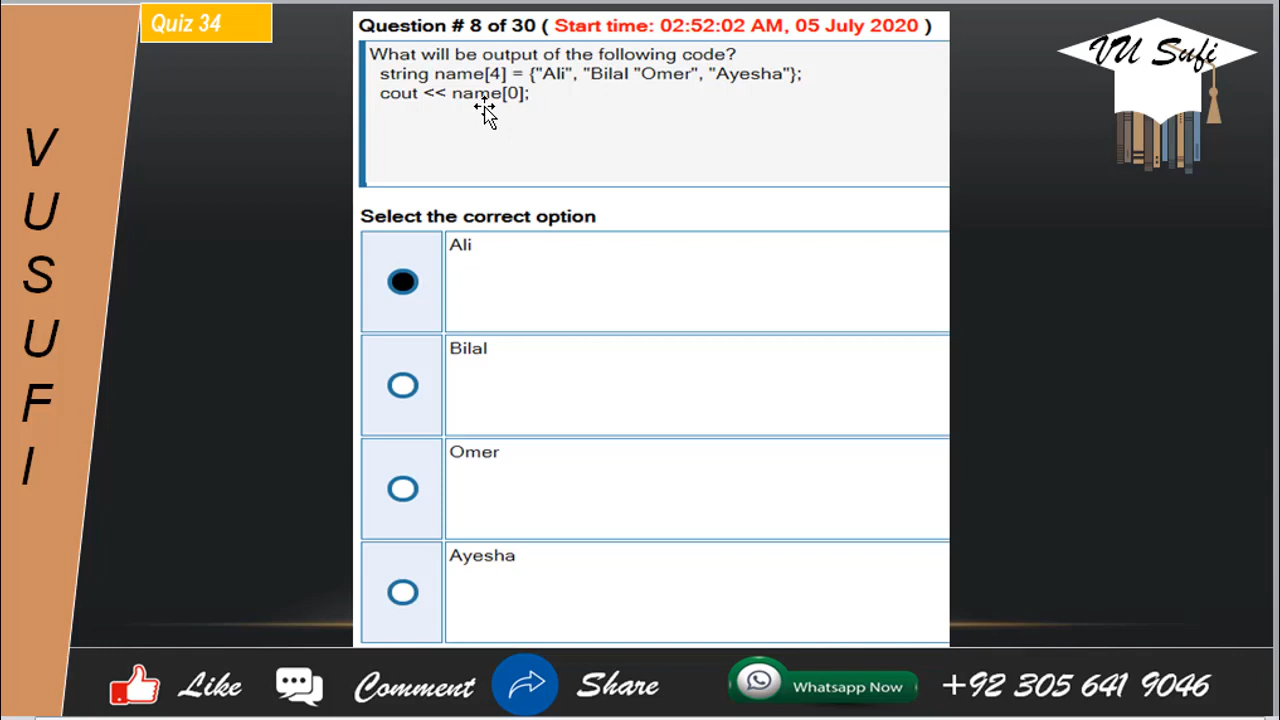 Quiz 34
VU Sufi
V
U
S
U
F
I
Question # 8 of 30 ( Start time: 02:52:02 AM, 05 July 2020 )
What will be output of the following code?
string name[4] = {"Ali", "Bilal "Omer", "Ayesha"};
cout << name[0];
Select the correct option
Ali
Bilal
Omer
Ayesha
Like
Comment
Share
Whatsapp Now
+92 305 641 9046